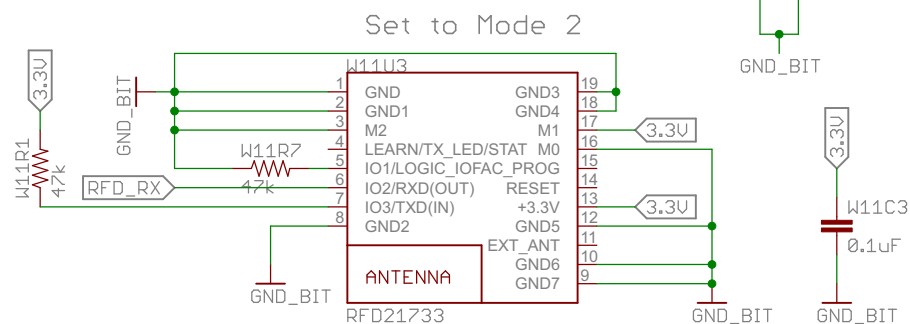 Set to Mode 2
GND_BIT
3.3V
W11R1
47k
GND_BIT
W11U3
1 GND
2 GND1
3 M2
4 LEARN/TX_LED/STAT
5 IO1/LOGIC_IO
6 IO2/RXD(OUT)
7 IO3/TXD(IN)
8 GND2
GND3 19
GND4 18
M1 17
M0 16
FAC_PROG 15
RESET 14
+3.3V 13
GND5 12
EXT_ANT 11
GND6 10
GND7 9
W11R7
47k
RFD_RX
3.3V
3.3V
ANTENNA
RFD21733
GND_BIT
GND_BIT
3.3V
W11C3
0.1uF
GND_BIT